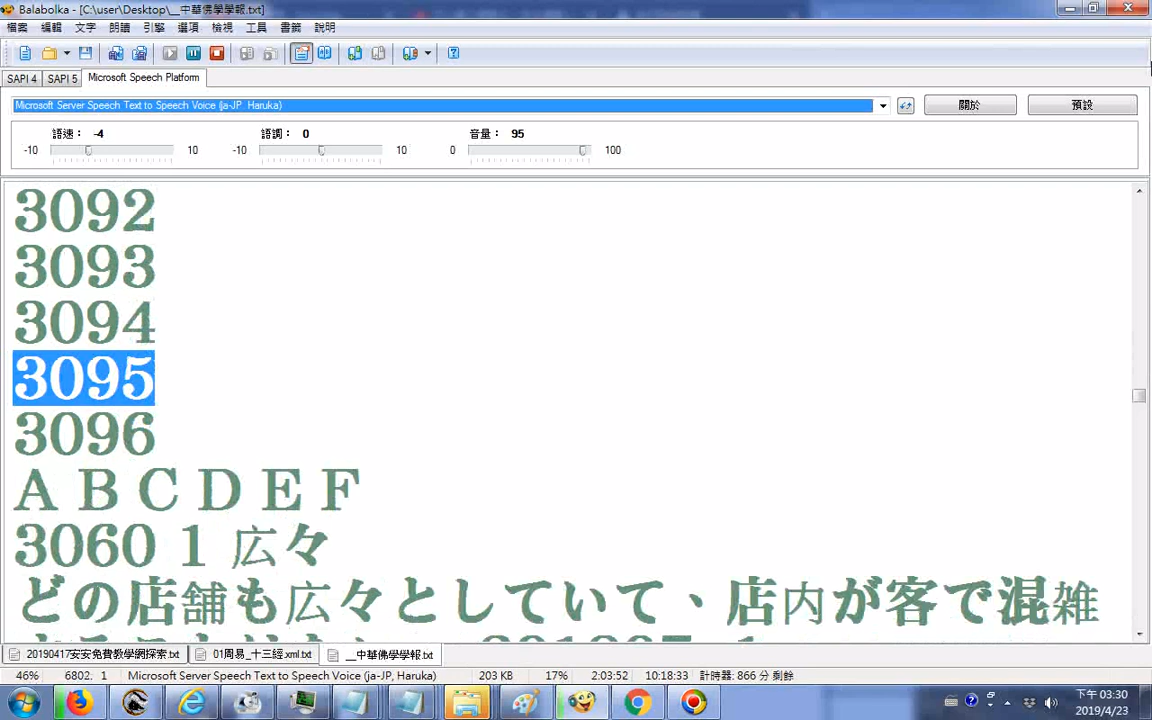 Balabolka - [C:\user\Desktop\__中華佛學學報.txt]
檔案 編輯 文字 朗讀 引擎 選項 檢視 工具 書籤 說明
SAPI 4 SAPI 5 Microsoft Speech Platform
Microsoft Server Speech Text to Speech Voice (ja-JP, Haruka)
關於 預設
語速： -4 語調： 0 音量： 95
-10 10 -10 10 0 100
3092
3093
3094
3095
3096
A B C D E F
3060 1 広々
どの店舗も広々としていて、店内が客で混雑
20190417安安免費教學網探索.txt 01周易_十三經.txt __中華佛學學報.txt
46% 6802: 1 Microsoft Server Speech Text to Speech Voice (ja-JP, Haruka) 203 KB 17% 2:03:52 10:18:33 計時器: 866 分 剩餘
下午 03:30
2019/4/23